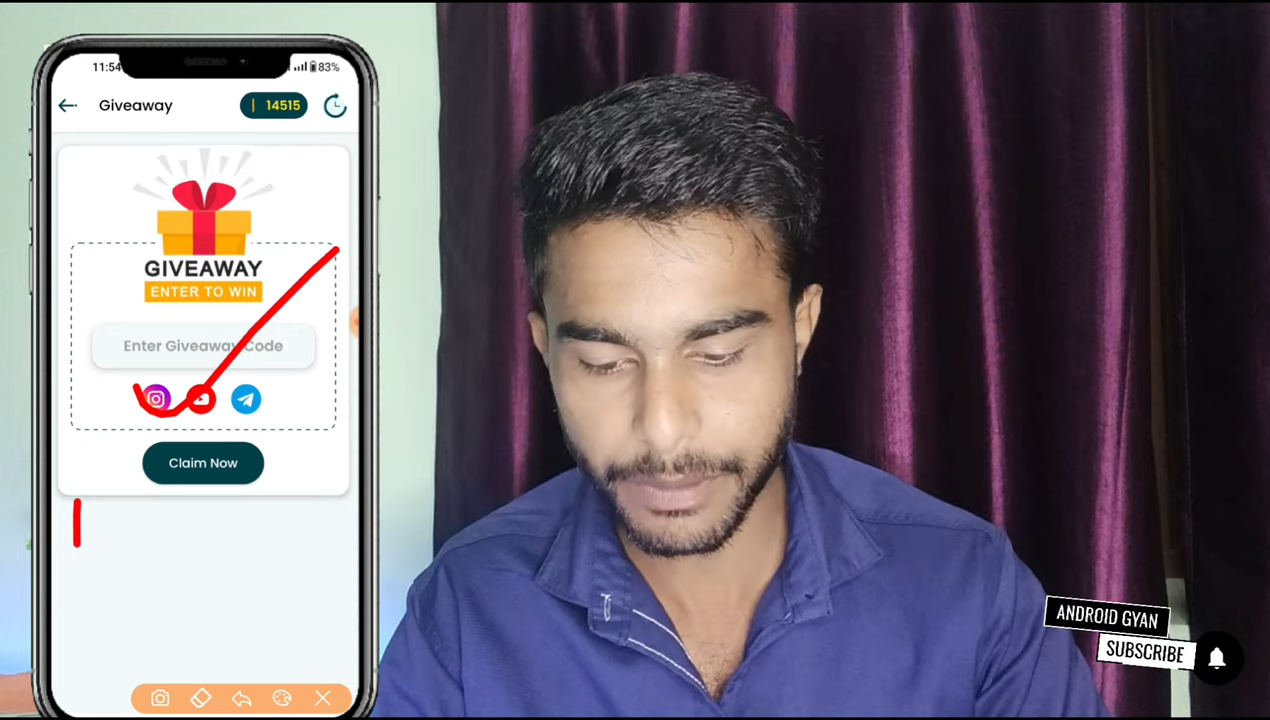 11:54
83%
Giveaway
14515
GIVEAWAY
ENTER TO WIN
Enter Giveaway Code
Claim Now
ANDROID GYAN
SUBSCRIBE